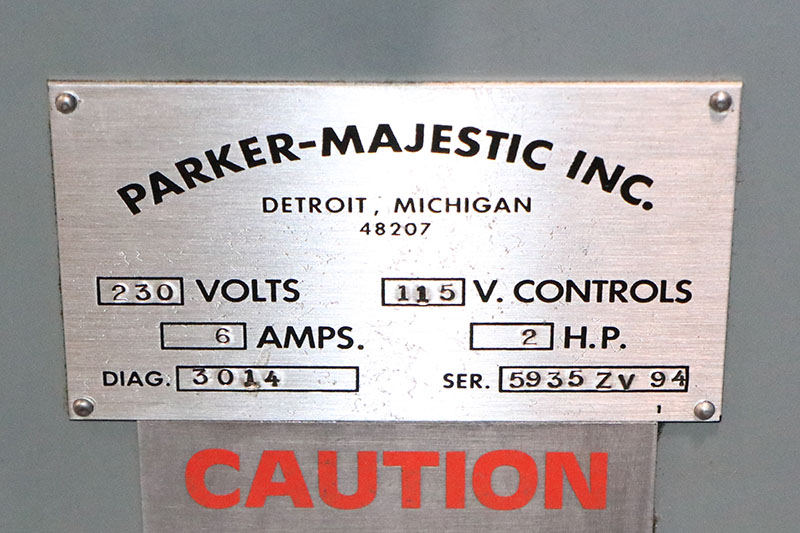 PARKER-MAJESTIC INC.
DETROIT, MICHIGAN
48207
230 VOLTS 115 V. CONTROLS
6 AMPS. 2 H.P.
DIAG. 3014 SER. 5935 ZV 94
1
CAUTION